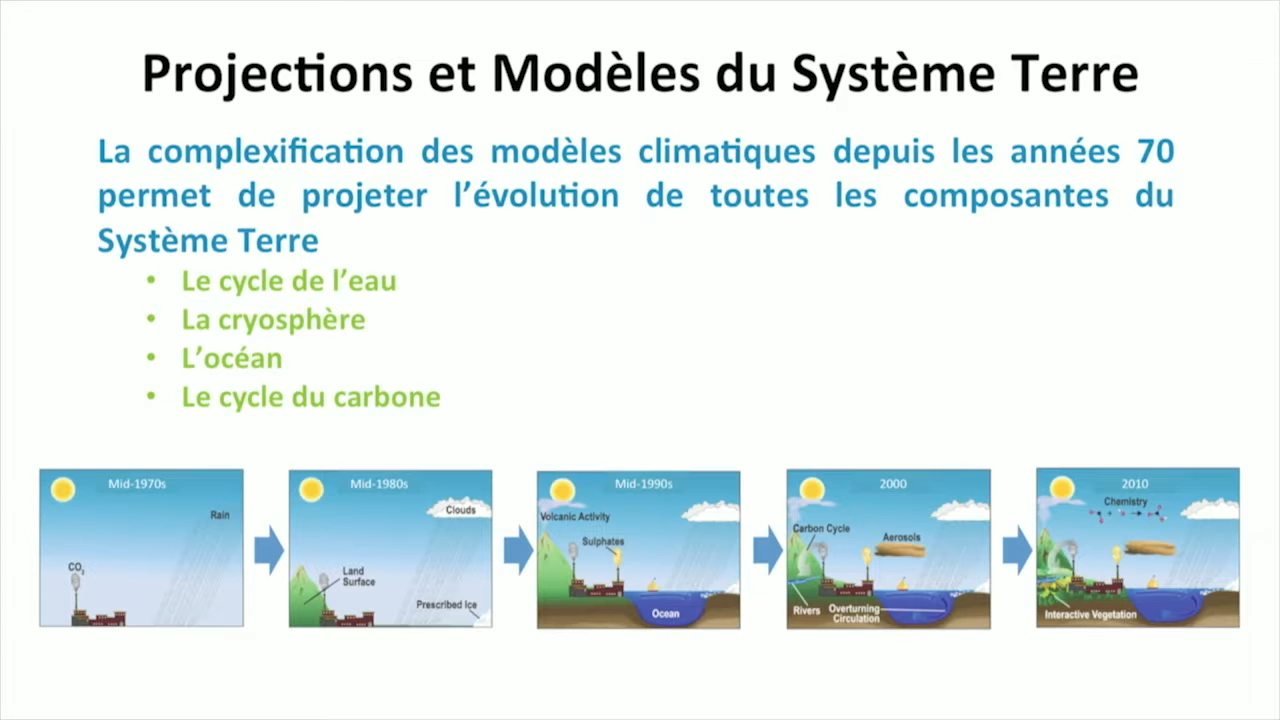 Projections et Modèles du Système Terre
La complexification des modèles climatiques depuis les années 70
permet de projeter l’évolution de toutes les composantes du
Système Terre
• Le cycle de l’eau
• La cryosphère
• L’océan
• Le cycle du carbone
Mid-1970s
Rain
CO₂
Mid-1980s
Clouds
Land
Surface
Prescribed Ice
Mid-1990s
Volcanic Activity
Sulphates
Ocean
2000
Carbon Cycle
Aerosols
Rivers
Overturning
Circulation
2010
Chemistry
Interactive Vegetation